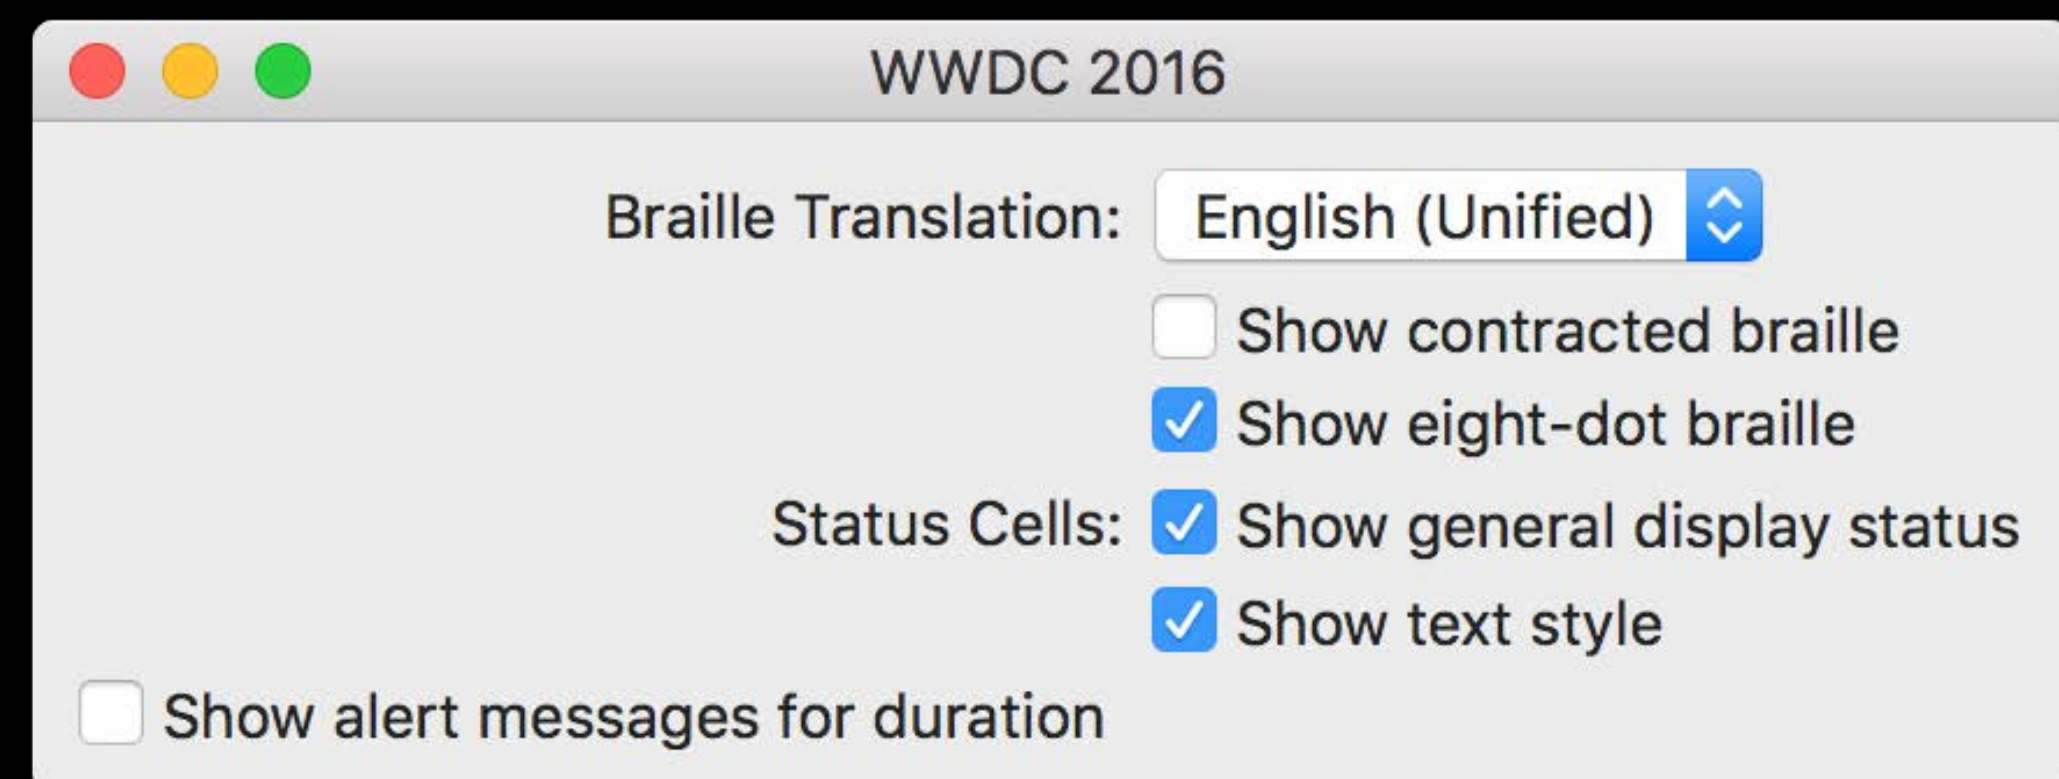 WWDC 2016
Braille Translation: English (Unified)
Show contracted braille
Show eight-dot braille
Status Cells: Show general display status
Show text style
Show alert messages for duration